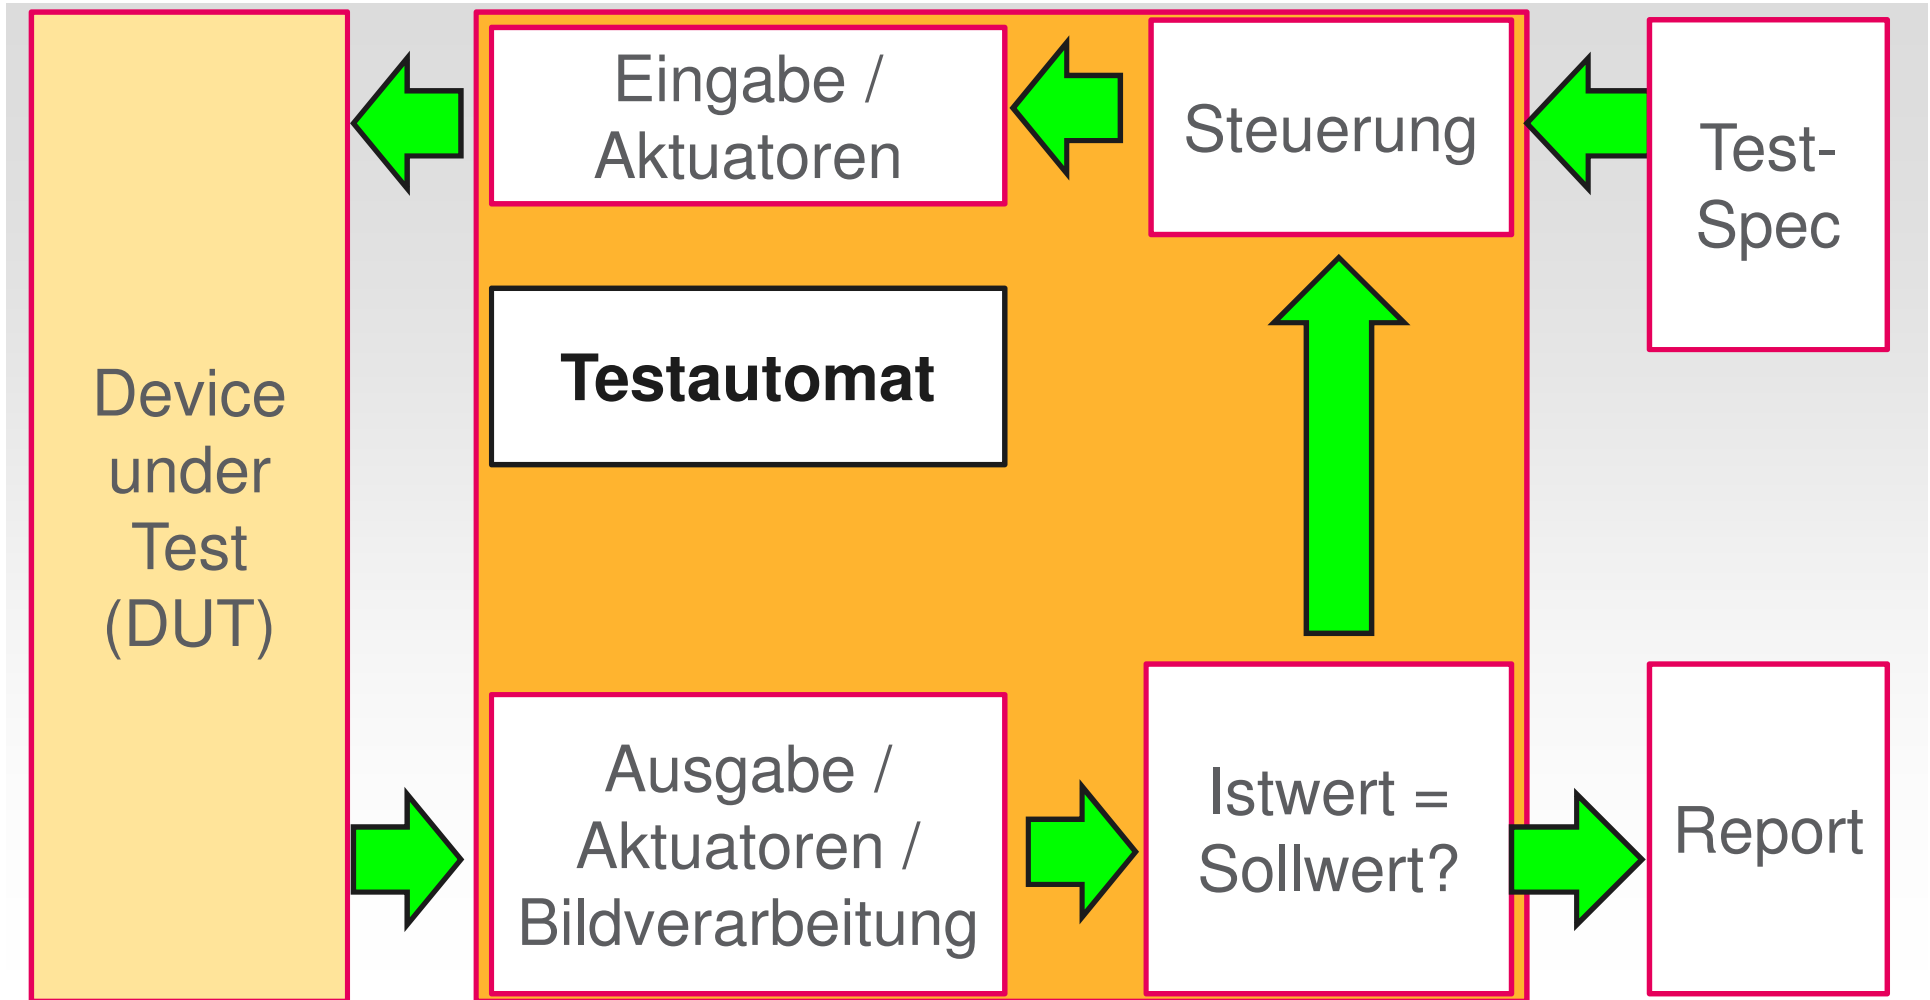 Eingabe /
Aktuatoren
Steuerung
Test-
Spec
Testautomat
Device
under
Test
(DUT)
Ausgabe /
Aktuatoren /
Bildverarbeitung
Istwert =
Sollwert?
Report